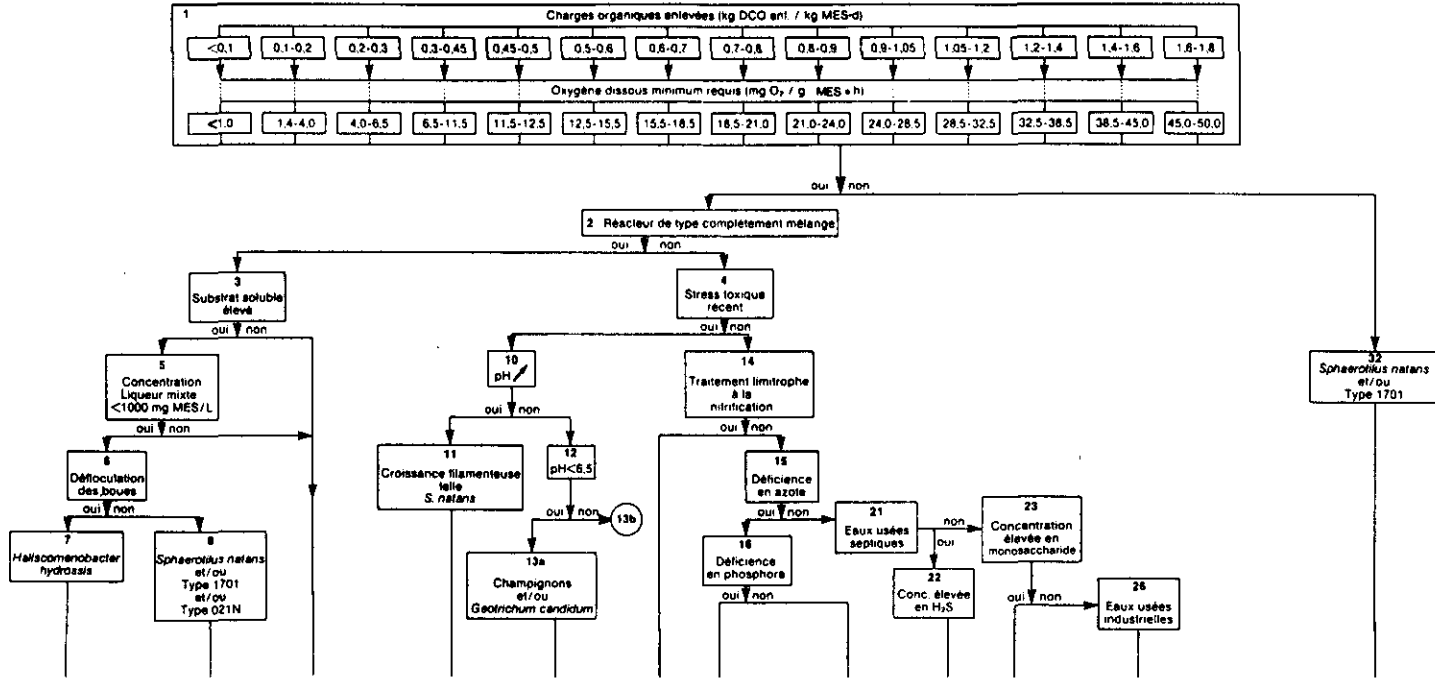 1
Charges organiques enlevées (kg DCO enl. / kg MES-d)
<0,1 0,1-0,2 0,2-0,3 0,3-0,45 0,45-0,5 0,5-0,6 0,6-0,7 0,7-0,8 0,8-0,9 0,9-1,05 1,05-1,2 1,2-1,4 1,4-1,6 1,6-1,8
Oxygène dissous minimum requis (mg O₂ / g MES • h)
<1,0 1,4-4,0 4,0-6,5 6,5-11,5 11,5-12,5 12,5-15,5 15,5-18,5 18,5-21,0 21,0-24,0 24,0-28,5 28,5-32,5 32,5-38,5 38,5-45,0 45,0-50,0
oui non
2 Réacteur de type complètement mélange
oui non
3
Substrat soluble
élevé
oui non
4
Stress toxique
récent
oui non
5
Concentration
Liqueur mixte
<1000 mg MES/L
oui non
10
pH ↗
oui non
14
Traitement limitrophe
à la
nitrification
oui non
32
Sphaerotilus natans
et/ou
Type 1701
6
Défloculation
des boues
oui non
11
Croissance filamenteuse
telle
S. natans
12
pH<6,5
oui non
13b
15
Déficience
en azote
oui non
7
Haliscomenobacter
hydrossis
8
Sphaerotilus natans
et/ou
Type 1701
et/ou
Type 021N
13a
Champignons
et/ou
Geotrichum candidum
16
Déficience
en phosphore
oui non
21
Eaux usées
septiques
non
oui
22
Conc. élevée
en H₂S
23
Concentration
élevée en
monosaccharide
oui non
26
Eaux usées
industrielles